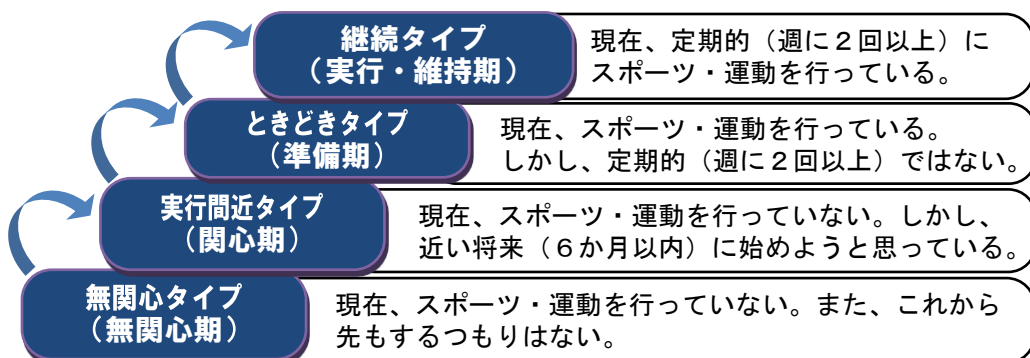 継続タイプ
(実行・維持期)
現在、定期的(週に2回以上)に
スポーツ・運動を行っている。
ときどきタイプ
(準備期)
現在、スポーツ・運動を行っている。
しかし、定期的(週に2回以上)ではない。
実行間近タイプ
(関心期)
現在、スポーツ・運動を行っていない。しかし、
近い将来(6か月以内)に始めようと思っている。
無関心タイプ
(無関心期)
現在、スポーツ・運動を行っていない。また、これから
先もするつもりはない。